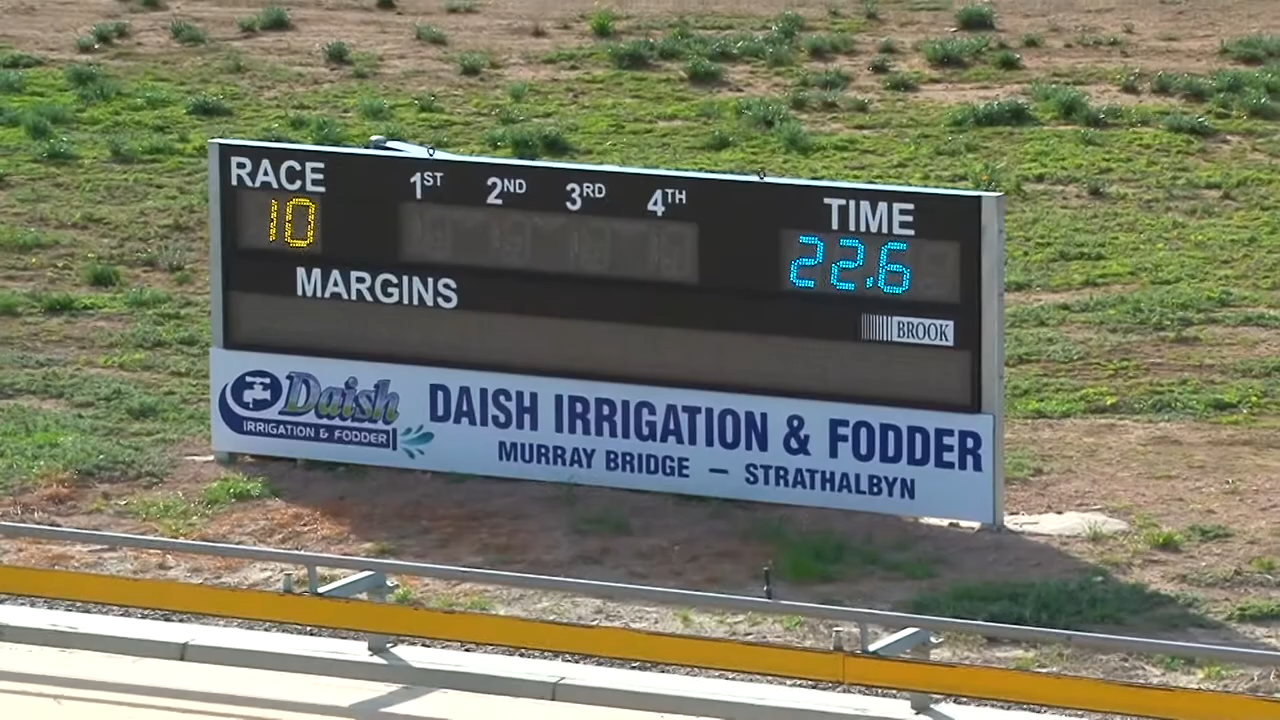 RACE 1ST 2ND 3RD 4TH TIME
10 22.6
MARGINS
BROOK
Daish
IRRIGATION & FODDER
DAISH IRRIGATION & FODDER
MURRAY BRIDGE – STRATHALBYN